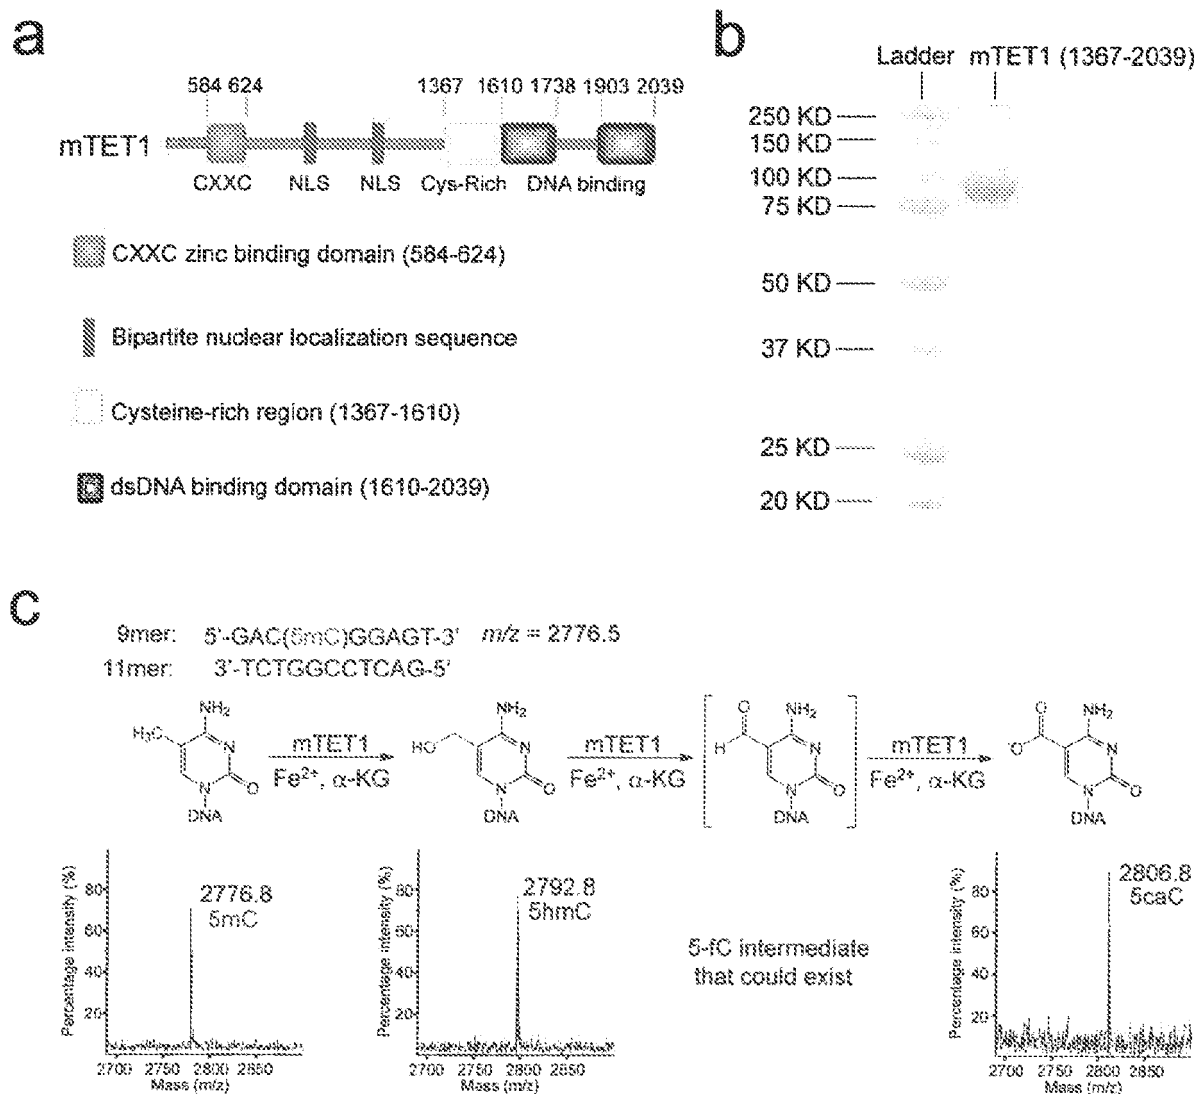 a
584 624 1367 1610 1738 1903 2039
mTET1
CXXC NLS NLS Cys-Rich DNA binding
CXXC zinc binding domain (584-624)
Bipartite nuclear localization sequence
Cysteine-rich region (1367-1610)
dsDNA binding domain (1610-2039)
b
Ladder mTET1 (1367-2039)
250 KD
150 KD
100 KD
75 KD
50 KD
37 KD
25 KD
20 KD
c
9mer: 5'-GAC(5mC)GGAGT-3' m/z = 2776.5
11mer: 3'-TCTGGCCTCAG-5'
H₃C NH₂ N N O DNA
mTET1
Fe²⁺, α-KG
HO NH₂ N N O DNA
mTET1
Fe²⁺, α-KG
O H NH₂ N N O DNA
mTET1
Fe²⁺, α-KG
O O NH₂ N N O DNA
Percentage intensity (%)
80
60
40
20
2776.8
5mC
2700 2750 2800 2850
Mass (m/z)
Percentage intensity (%)
80
60
40
20
2792.8
5hmC
2700 2750 2800 2850
Mass (m/z)
5-fC intermediate
that could exist
Percentage intensity (%)
80
60
40
20
2806.8
5caC
2700 2750 2800 2850
Mass (m/z)